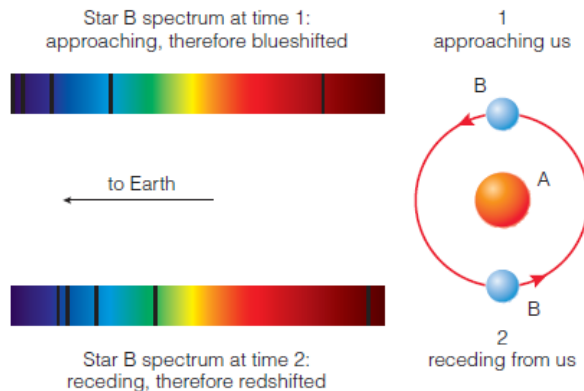 Star B spectrum at time 1:
approaching, therefore blueshifted
1
approaching us
B
to Earth
A
B
Star B spectrum at time 2:
receding, therefore redshifted
2
receding from us